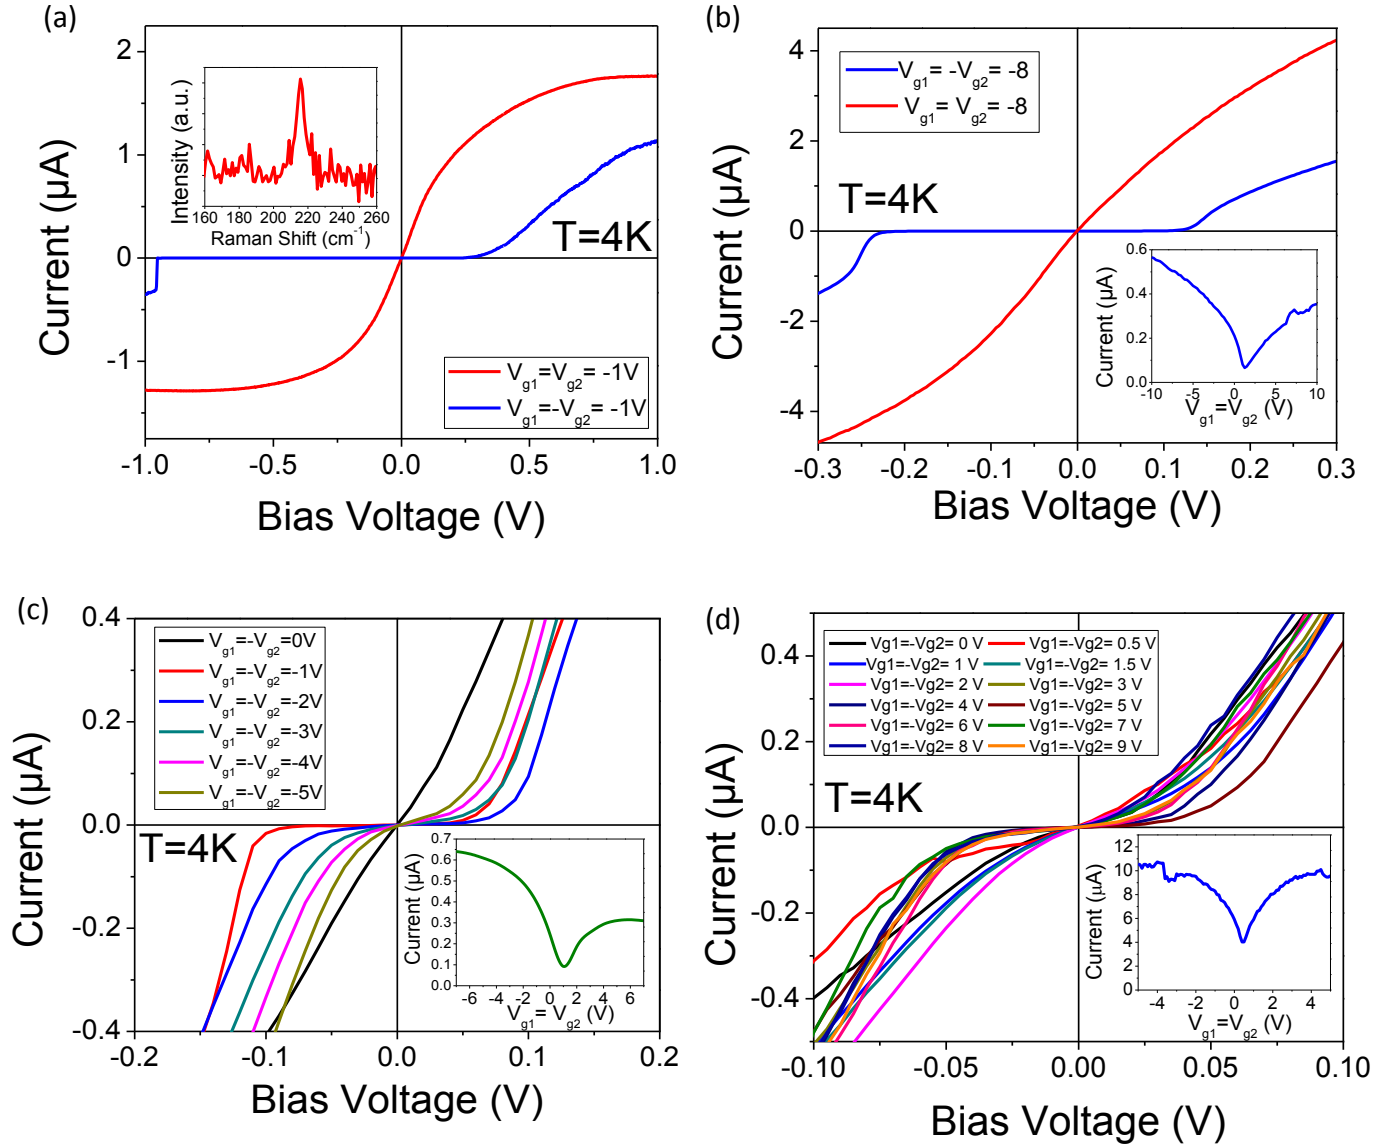 (a)
2
1
0
-1
Current (µA)
-1.0
-0.5
0.0
0.5
1.0
Bias Voltage (V)
T=4K
Vg1=Vg2= -1V
Vg1=-Vg2= -1V
Intensity (a.u.)
160 180 200 220 240 260
Raman Shift (cm-1)
(b)
4
2
0
-2
-4
Current (µA)
-0.3 -0.2 -0.1 0.0 0.1 0.2 0.3
Bias Voltage (V)
Vg1= -Vg2= -8
Vg1= Vg2= -8
T=4K
0.6
0.4
0.2
0.0
Current (µA)
-10 -5 0 5 10
Vg1=Vg2 (V)
(c)
0.4
0.2
0.0
-0.2
-0.4
Current (µA)
-0.2 -0.1 0.0 0.1 0.2
Bias Voltage (V)
Vg1=-Vg2=0V
Vg1=-Vg2=-1V
Vg1=-Vg2=-2V
Vg1=-Vg2=-3V
Vg1=-Vg2=-4V
Vg1=-Vg2=-5V
T=4K
0.7
0.6
0.5
0.4
0.3
0.2
0.1
0.0
Current (µA)
-6 -4 -2 0 2 4 6
Vg1=Vg2 (V)
(d)
0.4
0.2
0.0
-0.2
-0.4
Current (µA)
-0.10 -0.05 0.00 0.05 0.10
Bias Voltage (V)
Vg1=-Vg2= 0 V Vg1=-Vg2= 0.5 V
Vg1=-Vg2= 1 V Vg1=-Vg2= 1.5 V
Vg1=-Vg2= 2 V Vg1=-Vg2= 3 V
Vg1=-Vg2= 4 V Vg1=-Vg2= 5 V
Vg1=-Vg2= 6 V Vg1=-Vg2= 7 V
Vg1=-Vg2= 8 V Vg1=-Vg2= 9 V
T=4K
12
10
8
6
4
2
0
Current (µA)
-4 -2 0 2 4
Vg1=Vg2 (V)